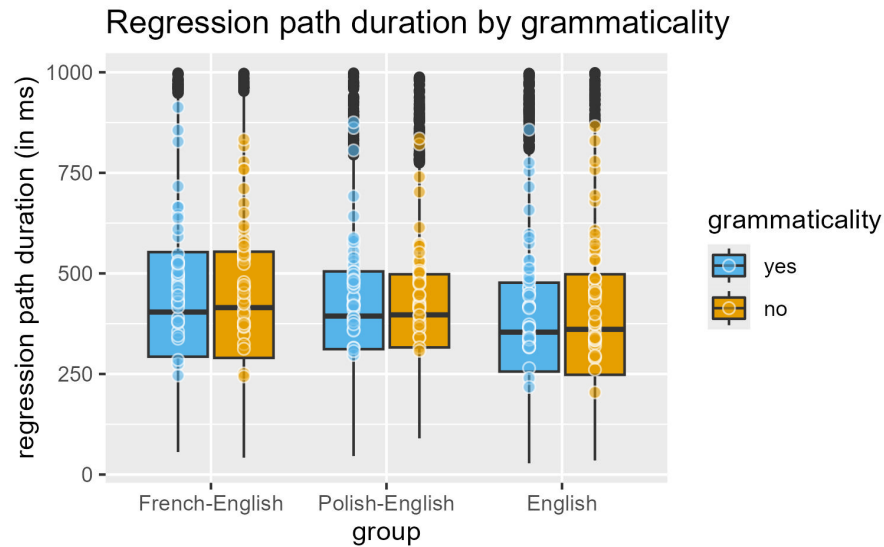 Regression path duration by grammaticality
regression path duration (in ms)
1000
750
500
250
0
French-English
Polish-English
English
group
grammaticality
yes
no